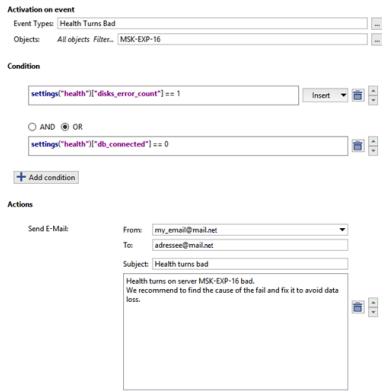 Activation on event
Event Types: Health Turns Bad ...
Objects: All objects Filter... MSK-EXP-16 ...
Condition
settings("health")["disks_error_count"] == 1
Insert
AND OR
settings("health")["db_connected"] == 0
Add condition
Actions
Send E-Mail: From: my_email@mail.net
To: adressee@mail.net
Subject: Health turns bad
Health turns on server MSK-EXP-16 bad.
We recommend to find the cause of the fail and fix it to avoid data
loss.